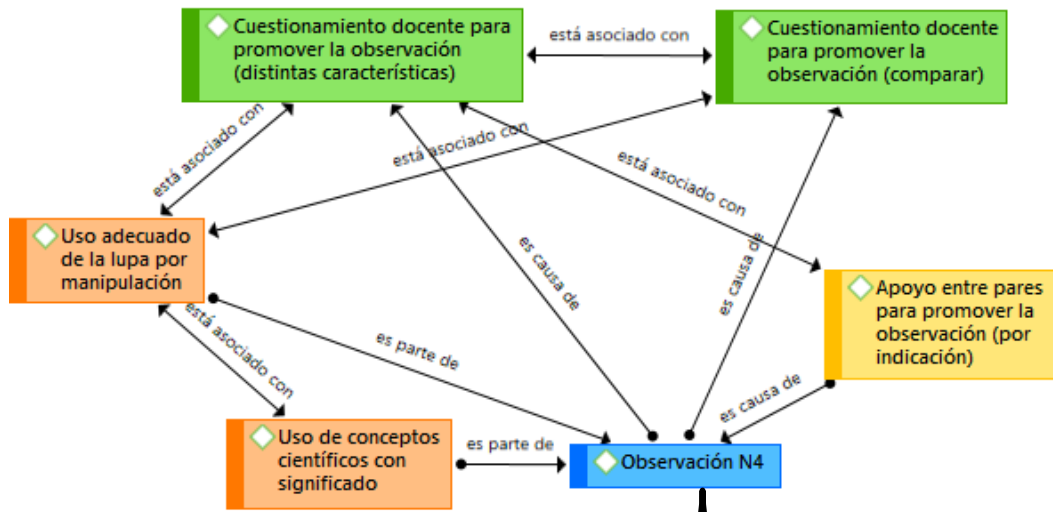 Cuestionamiento docente para
promover la observación
(distintas características)
está asociado con
Cuestionamiento docente
para promover la
observación (comparar)
está asociado con
está asociado con
está asociado con
Uso adecuado
de la lupa por
manipulación
es causa de
es causa de
Apoyo entre pares
para promover la
observación (por
indicación)
está asociado con
es parte de
es causa de
Uso de conceptos
científicos con
significado
es parte de
Observación N4